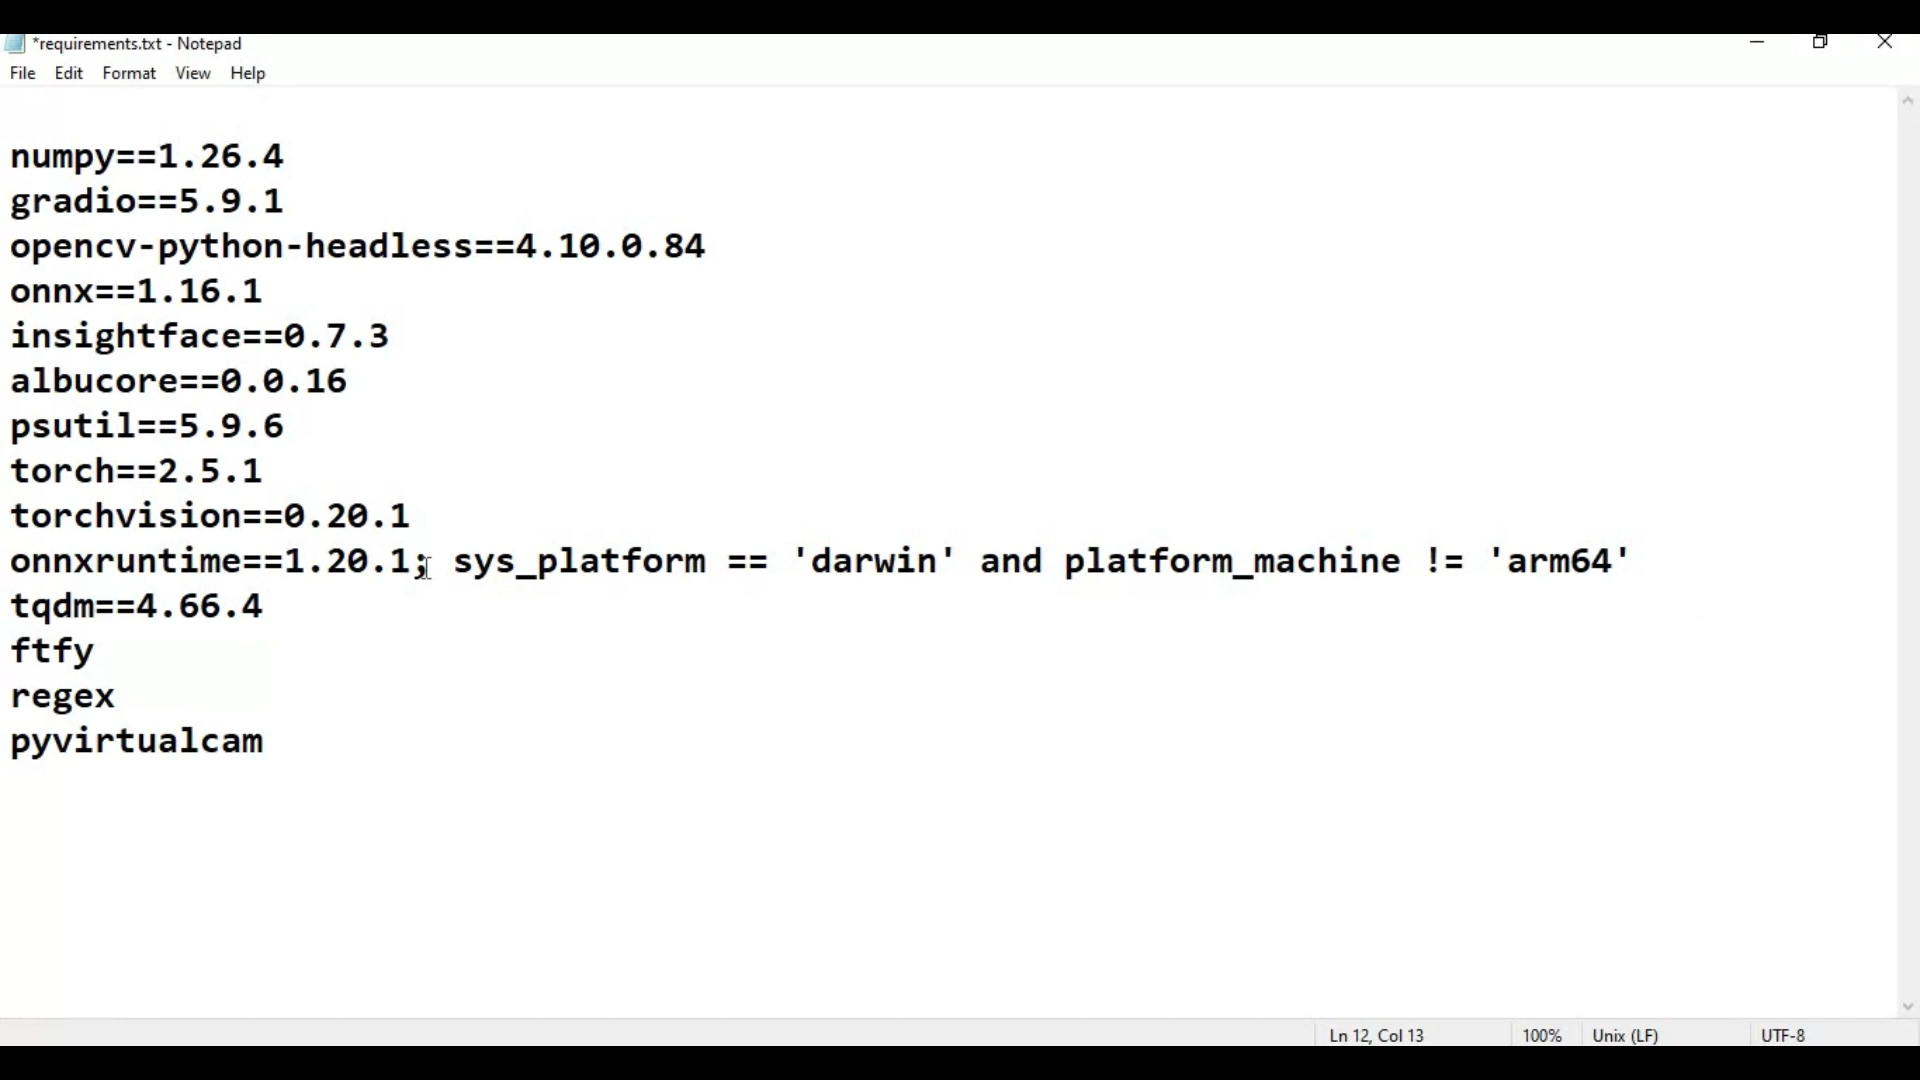 *requirements.txt - Notepad
File Edit Format View Help
numpy==1.26.4
gradio==5.9.1
opencv-python-headless==4.10.0.84
onnx==1.16.1
insightface==0.7.3
albucore==0.0.16
psutil==5.9.6
torch==2.5.1
torchvision==0.20.1
onnxruntime==1.20.1; sys_platform == 'darwin' and platform_machine != 'arm64'
tqdm==4.66.4
ftfy
regex
pyvirtualcam
Ln 12, Col 13 100% Unix (LF) UTF-8